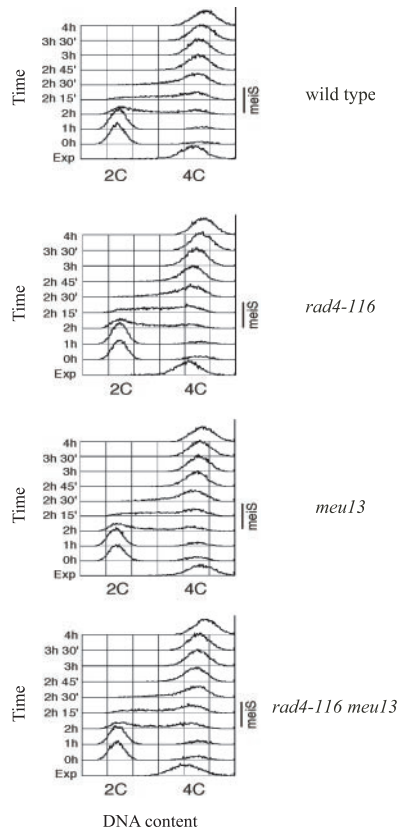 4h
3h 30'
3h
2h 45'
2h 30'
2h 15'
2h
1h
0h
Exp
Time
meiS
wild type
2C 4C
4h
3h 30'
3h
2h 45'
2h 30'
2h 15'
2h
1h
0h
Exp
Time
meiS
rad4-116
2C 4C
4h
3h 30'
3h
2h 45'
2h 30'
2h 15'
2h
1h
0h
Exp
Time
meiS
meu13
2C 4C
4h
3h 30'
3h
2h 45'
2h 30'
2h 15'
2h
1h
0h
Exp
Time
meiS
rad4-116 meu13
2C 4C
DNA content